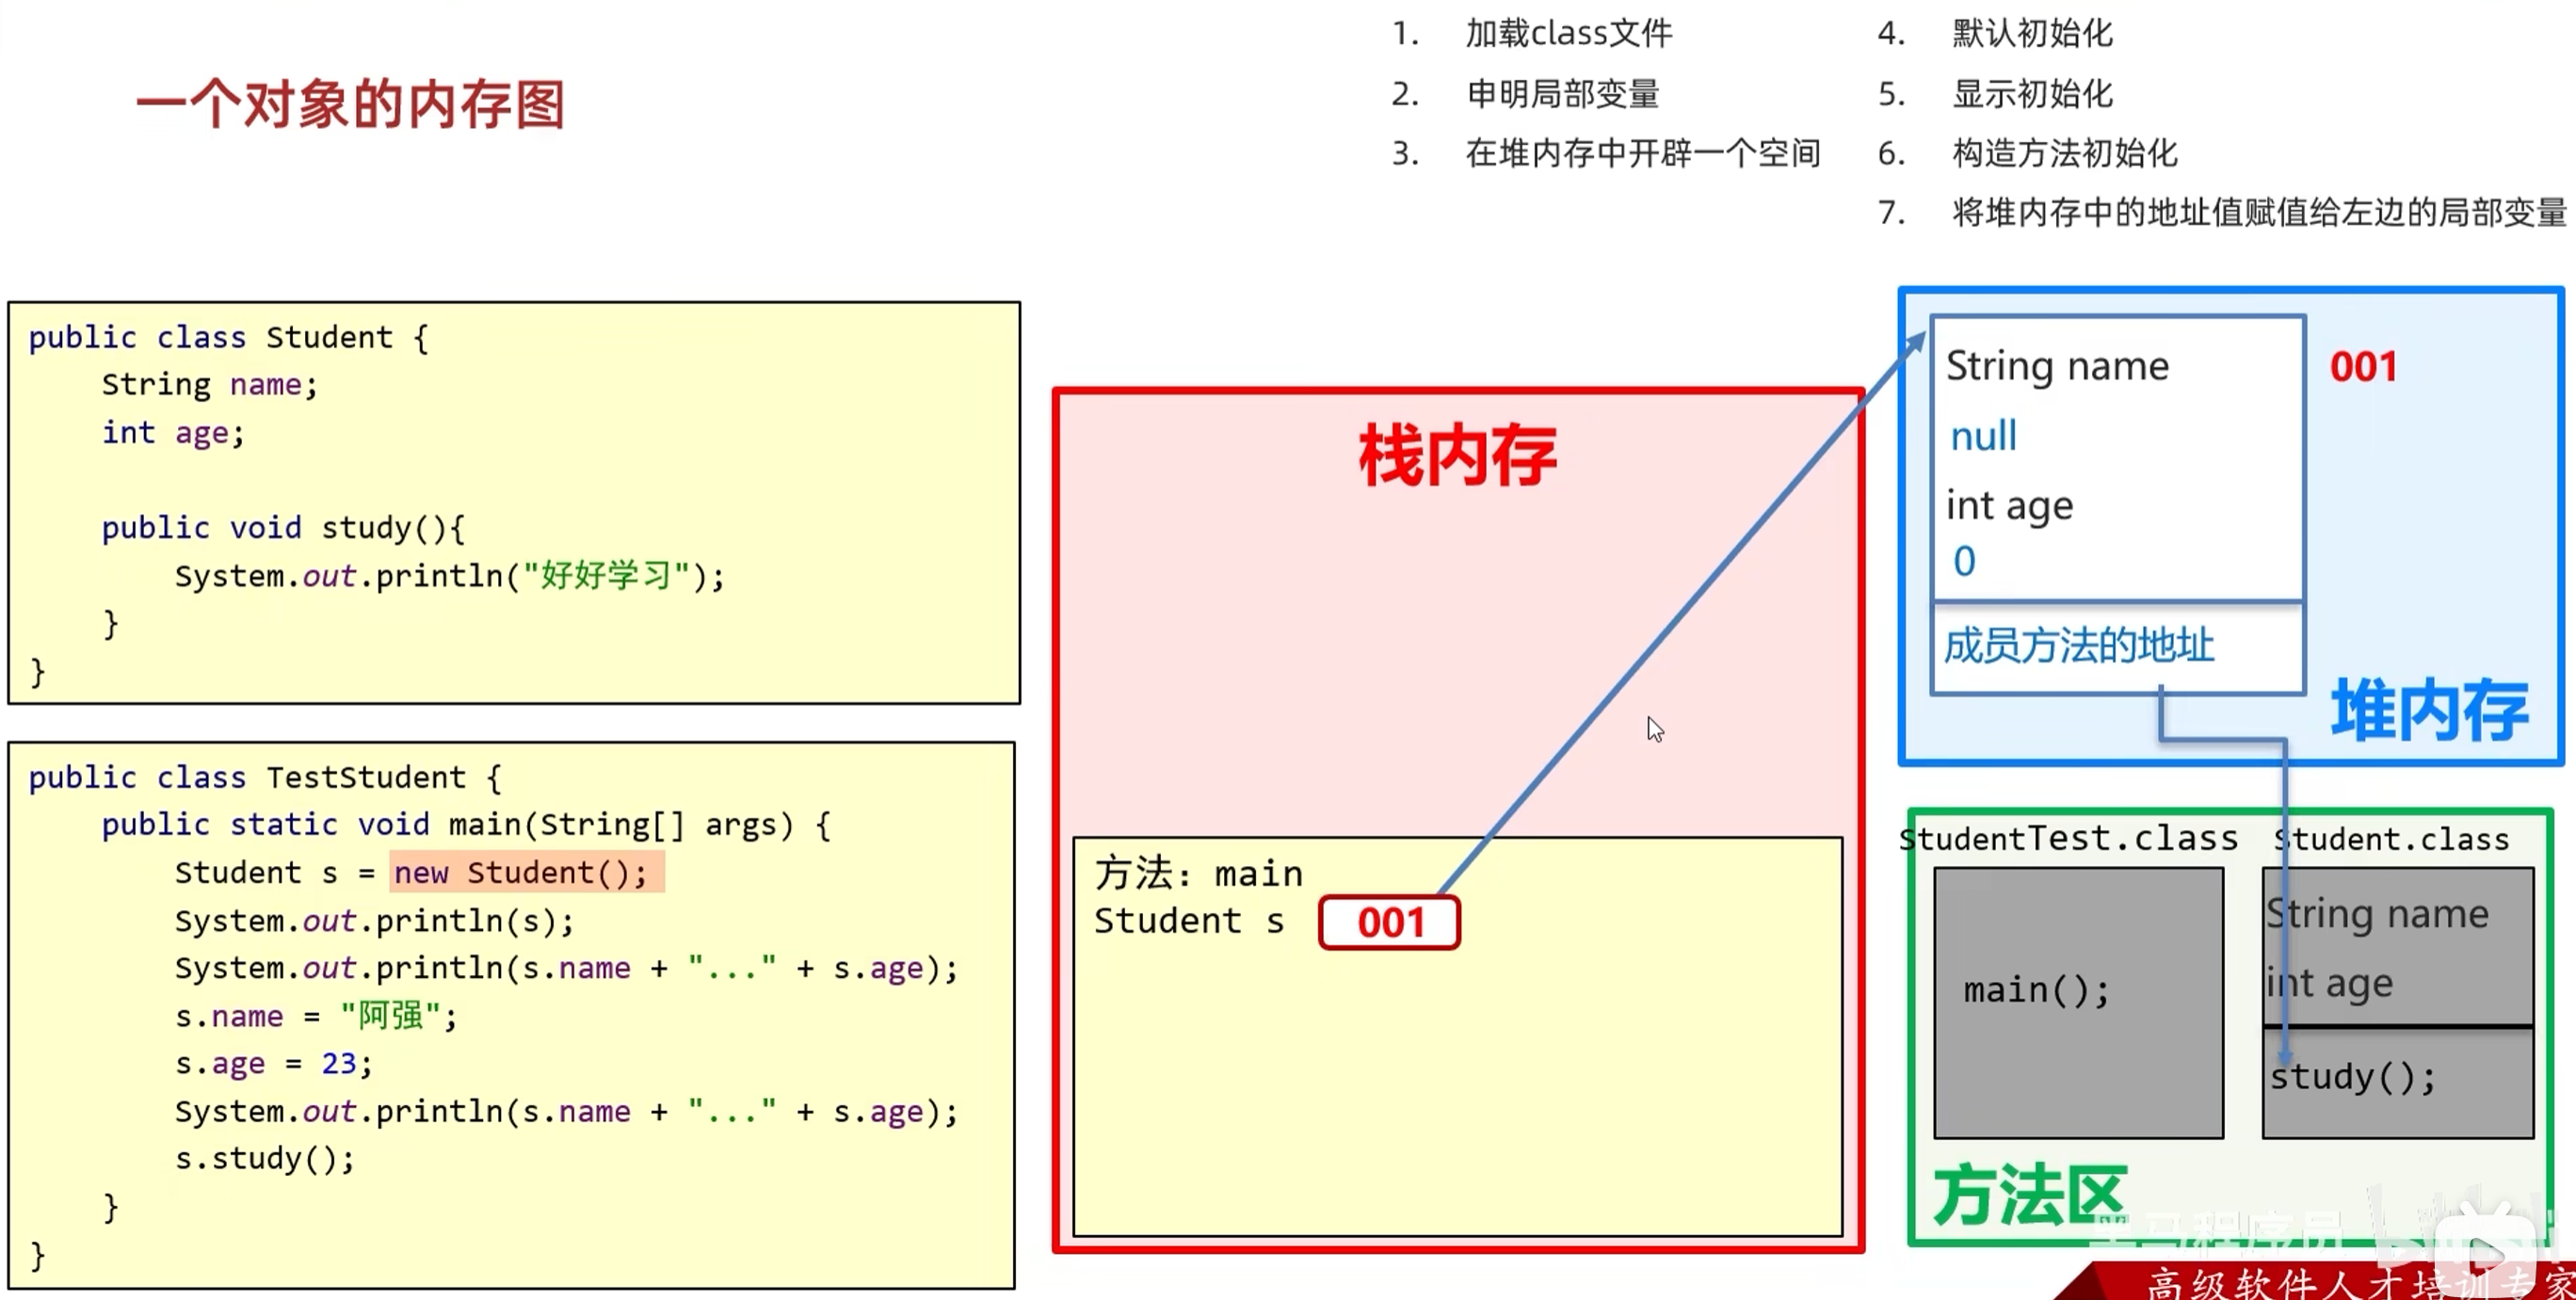 一个对象的内存图
1. 加载class文件
2. 申明局部变量
3. 在堆内存中开辟一个空间
4. 默认初始化
5. 显示初始化
6. 构造方法初始化
7. 将堆内存中的地址值赋值给左边的局部变量
public class Student {
String name;
int age;
public void study(){
System.out.println("好好学习");
}
}
public class TestStudent {
public static void main(String[] args) {
Student s = new Student();
System.out.println(s);
System.out.println(s.name + "..." + s.age);
s.name = "阿强";
s.age = 23;
System.out.println(s.name + "..." + s.age);
s.study();
}
}
栈内存
方法：main
Student s 001
String name
null
int age
0
成员方法的地址
001
堆内存
studentTest.class
main();
Student.class
String name
int age
study();
方法区
黑马程序员
高级软件人才培训专家